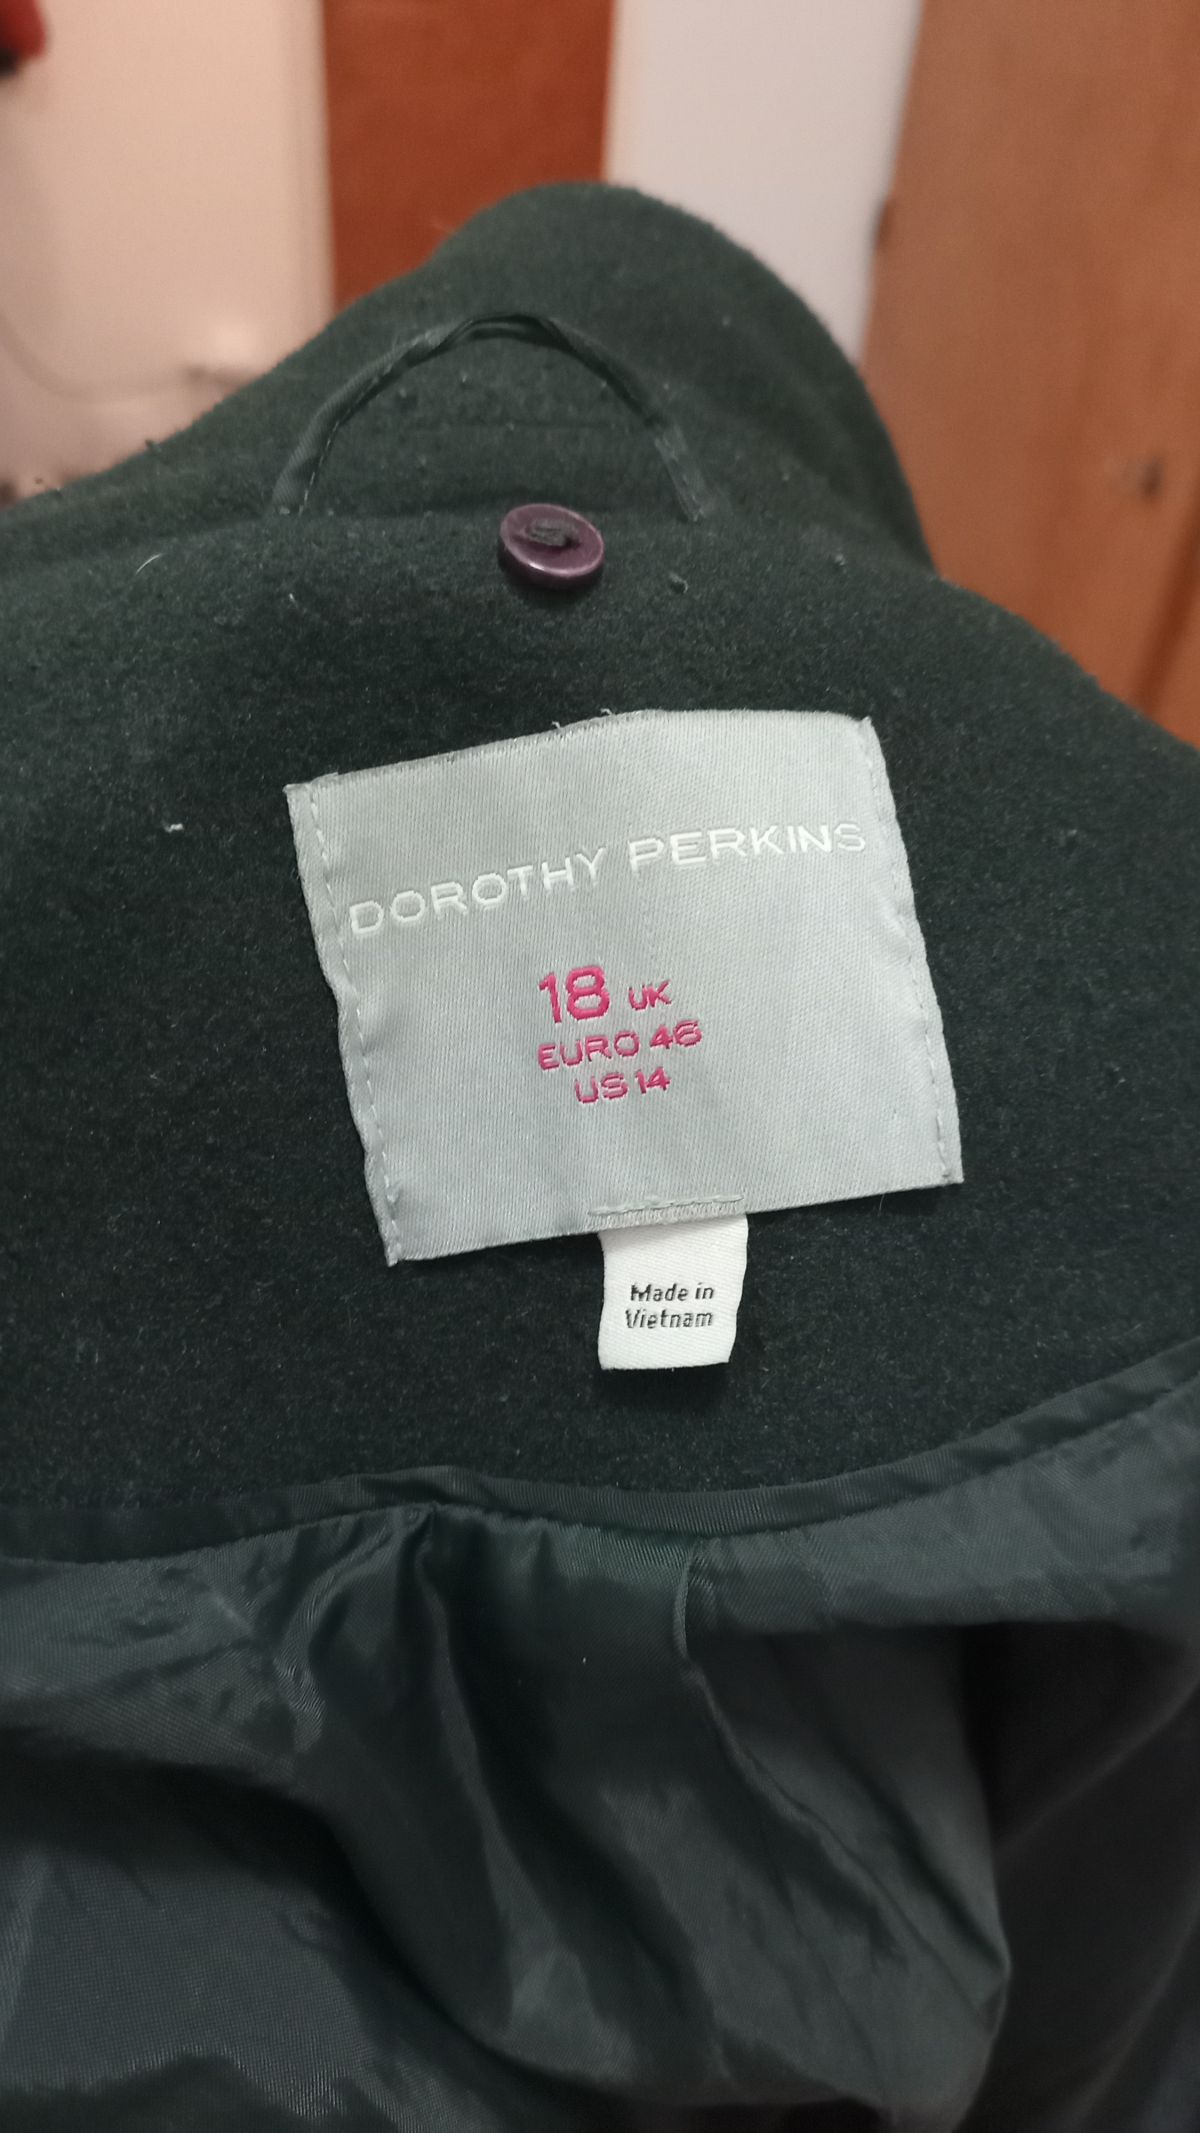 DOROTHY PERKINS
18 UK
EURO 46
US 14
Made in
Vietnam